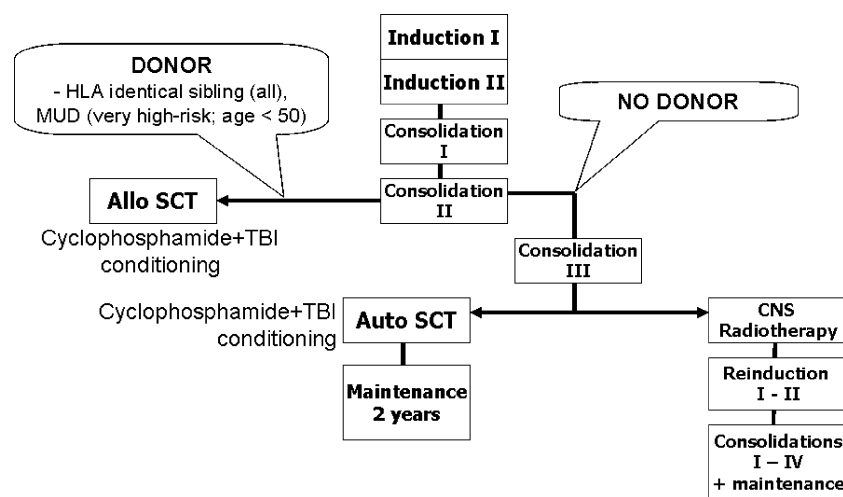 Induction I
Induction II
DONOR
- HLA identical sibling (all),
MUD (very high-risk; age < 50)
NO DONOR
Consolidation
I
Consolidation
II
Allo SCT
Cyclophosphamide+TBI
conditioning
Consolidation
III
Cyclophosphamide+TBI
conditioning
Auto SCT
Maintenance
2 years
CNS
Radiotherapy
Reinduction
I - II
Consolidations
I – IV
+ maintenance